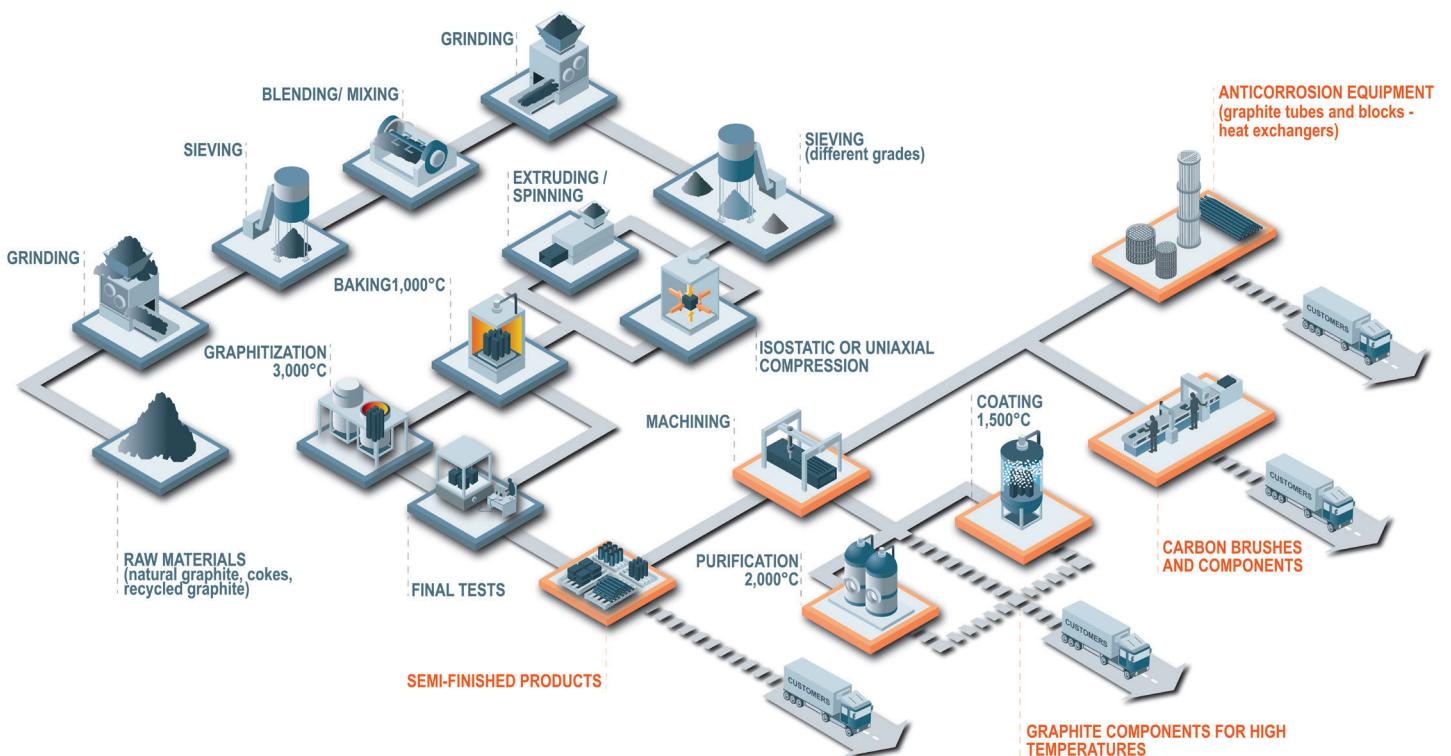 GRINDING
BLENDING/ MIXING
SIEVING
GRINDING
SIEVING
(different grades)
EXTRUDING /
SPINNING
BAKING1,000°C
GRAPHITIZATION
3,000°C
ISOSTATIC OR UNIAXIAL
COMPRESSION
RAW MATERIALS
(natural graphite, cokes,
recycled graphite)
FINAL TESTS
SEMI-FINISHED PRODUCTS
MACHINING
COATING
1,500°C
PURIFICATION
2,000°C
ANTICORROSION EQUIPMENT
(graphite tubes and blocks -
heat exchangers)
CUSTOMERS
CARBON BRUSHES
AND COMPONENTS
CUSTOMERS
CUSTOMERS
CUSTOMERS
GRAPHITE COMPONENTS FOR HIGH
TEMPERATURES